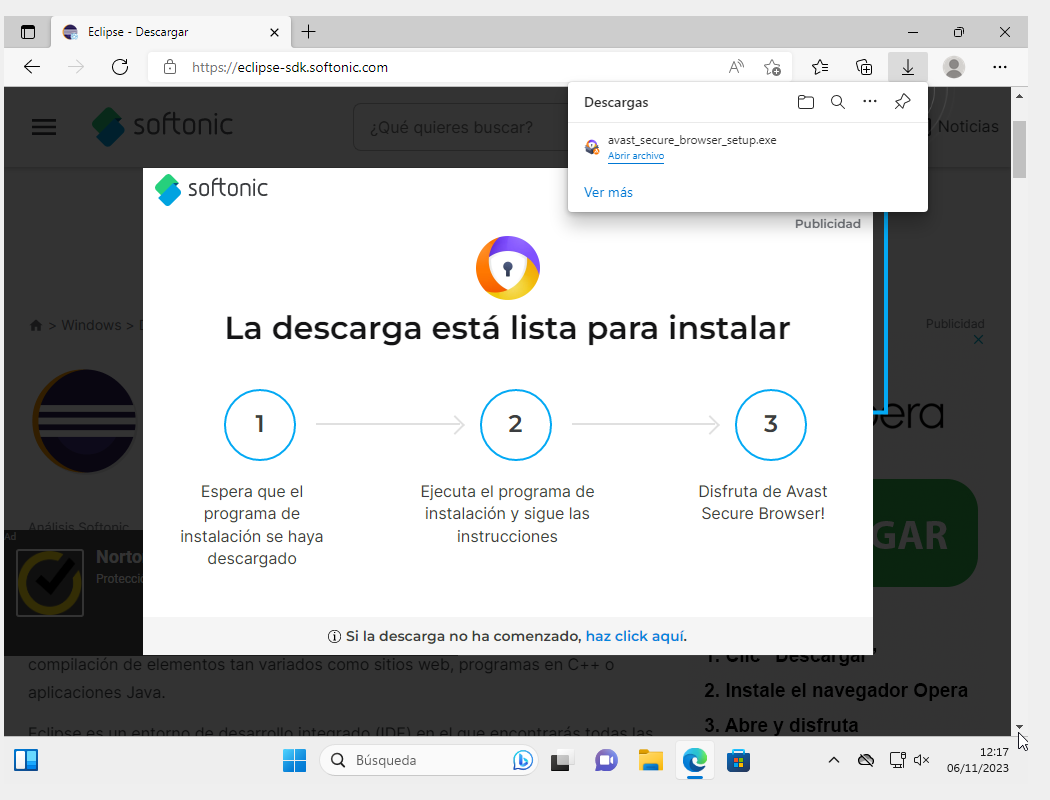 Eclipse - Descargar
https://eclipse-sdk.softonic.com
Descargas
avast_secure_browser_setup.exe
Abrir archivo
Ver más
softonic
¿Qué quieres buscar?
Noticias
softonic
Publicidad
La descarga está lista para instalar
> Windows >
Publicidad
1
2
3
Espera que el
programa de
instalación se haya
descargado
Ejecuta el programa de
instalación y sigue las
instrucciones
Disfruta de Avast
Secure Browser!
Análisis Softonic
Ad
Si la descarga no ha comenzado, haz click aquí.
compilación de elementos tan variados como sitios web, programas en C++ o
aplicaciones Java.
Eclipse es un entorno de desarrollo integrado (IDE) en el que encontrarás todas las
1. Clic "Descargar"
2. Instale el navegador Opera
3. Abre y disfruta
Búsqueda
12:17
06/11/2023